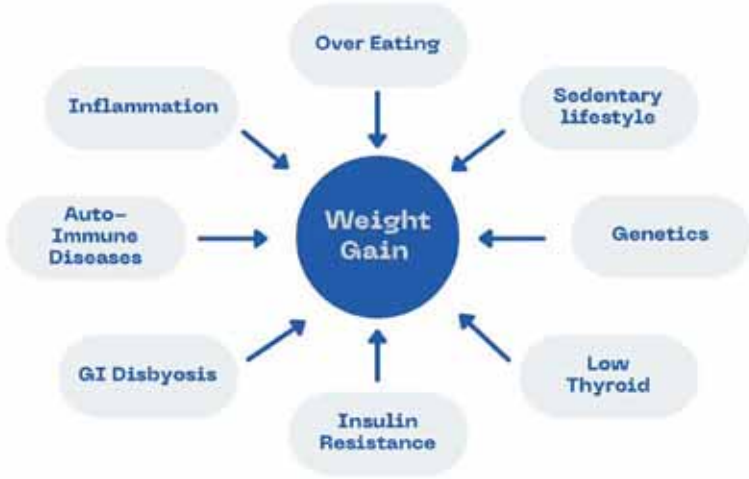 Over Eating
Sedentary
lifestyle
Genetics
Low
Thyroid
Insulin
Resistance
GI Disbyosis
Auto-
Immune
Diseases
Inflammation
Weight
Gain